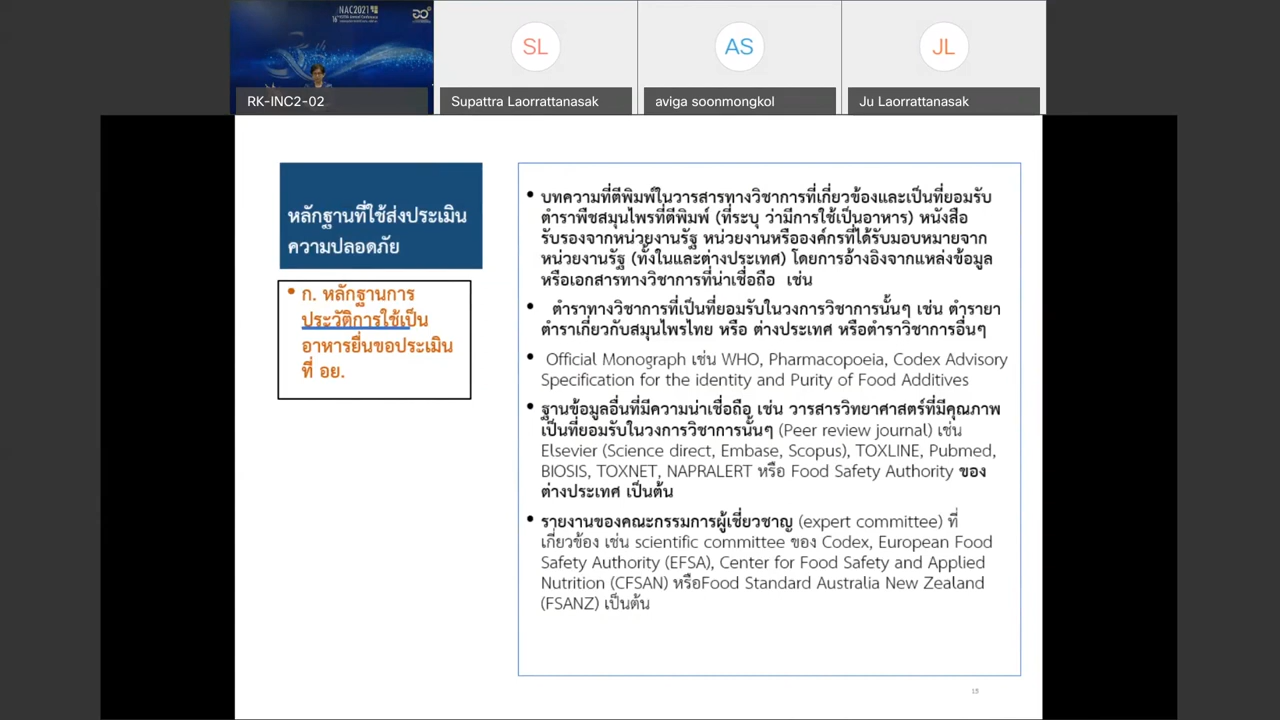 NAC2021
SL
AS
JL
RK-INC2-02
Supattra Laorrattanasak
aviga soonmongkol
Ju Laorrattanasak
หลักฐานที่ใช้ส่งประเมิน
ความปลอดภัย
• ก. หลักฐานการ
ประวัติการใช้เป็น
อาหารยื่นขอประเมิน
ที่ อย.
• บทความที่ตีพิมพ์ในวารสารทางวิชาการที่เกี่ยวข้องและเป็นที่ยอมรับ
ตำราพืชสมุนไพรที่ตีพิมพ์ (ที่ระบุ ว่ามีการใช้เป็นอาหาร) หนังสือ
รับรองจากหน่วยงานรัฐ หน่วยงานหรือองค์กรที่ได้รับมอบหมายจาก
หน่วยงานรัฐ (ทั้งในและต่างประเทศ) โดยการอ้างอิงจากแหล่งข้อมูล
หรือเอกสารทางวิชาการที่น่าเชื่อถือ เช่น
• ตำราทางวิชาการที่เป็นที่ยอมรับในวงการวิชาการนั้นๆ เช่น ตำรายา
ตำราเกี่ยวกับสมุนไพรไทย หรือ ต่างประเทศ หรือตำราวิชาการอื่นๆ
• Official Monograph เช่น WHO, Pharmacopoeia, Codex Advisory
Specification for the identity and Purity of Food Additives
• ฐานข้อมูลอื่นที่มีความน่าเชื่อถือ เช่น วารสารวิทยาศาสตร์ที่มีคุณภาพ
เป็นที่ยอมรับในวงการวิชาการนั้นๆ (Peer review journal) เช่น
Elsevier (Science direct, Embase, Scopus), TOXLINE, Pubmed,
BIOSIS, TOXNET, NAPRALERT หรือ Food Safety Authority ของ
ต่างประเทศ เป็นต้น
• รายงานของคณะกรรมการผู้เชี่ยวชาญ (expert committee) ที่
เกี่ยวข้อง เช่น scientific committee ของ Codex, European Food
Safety Authority (EFSA), Center for Food Safety and Applied
Nutrition (CFSAN) หรือFood Standard Australia New Zealand
(FSANZ) เป็นต้น
15